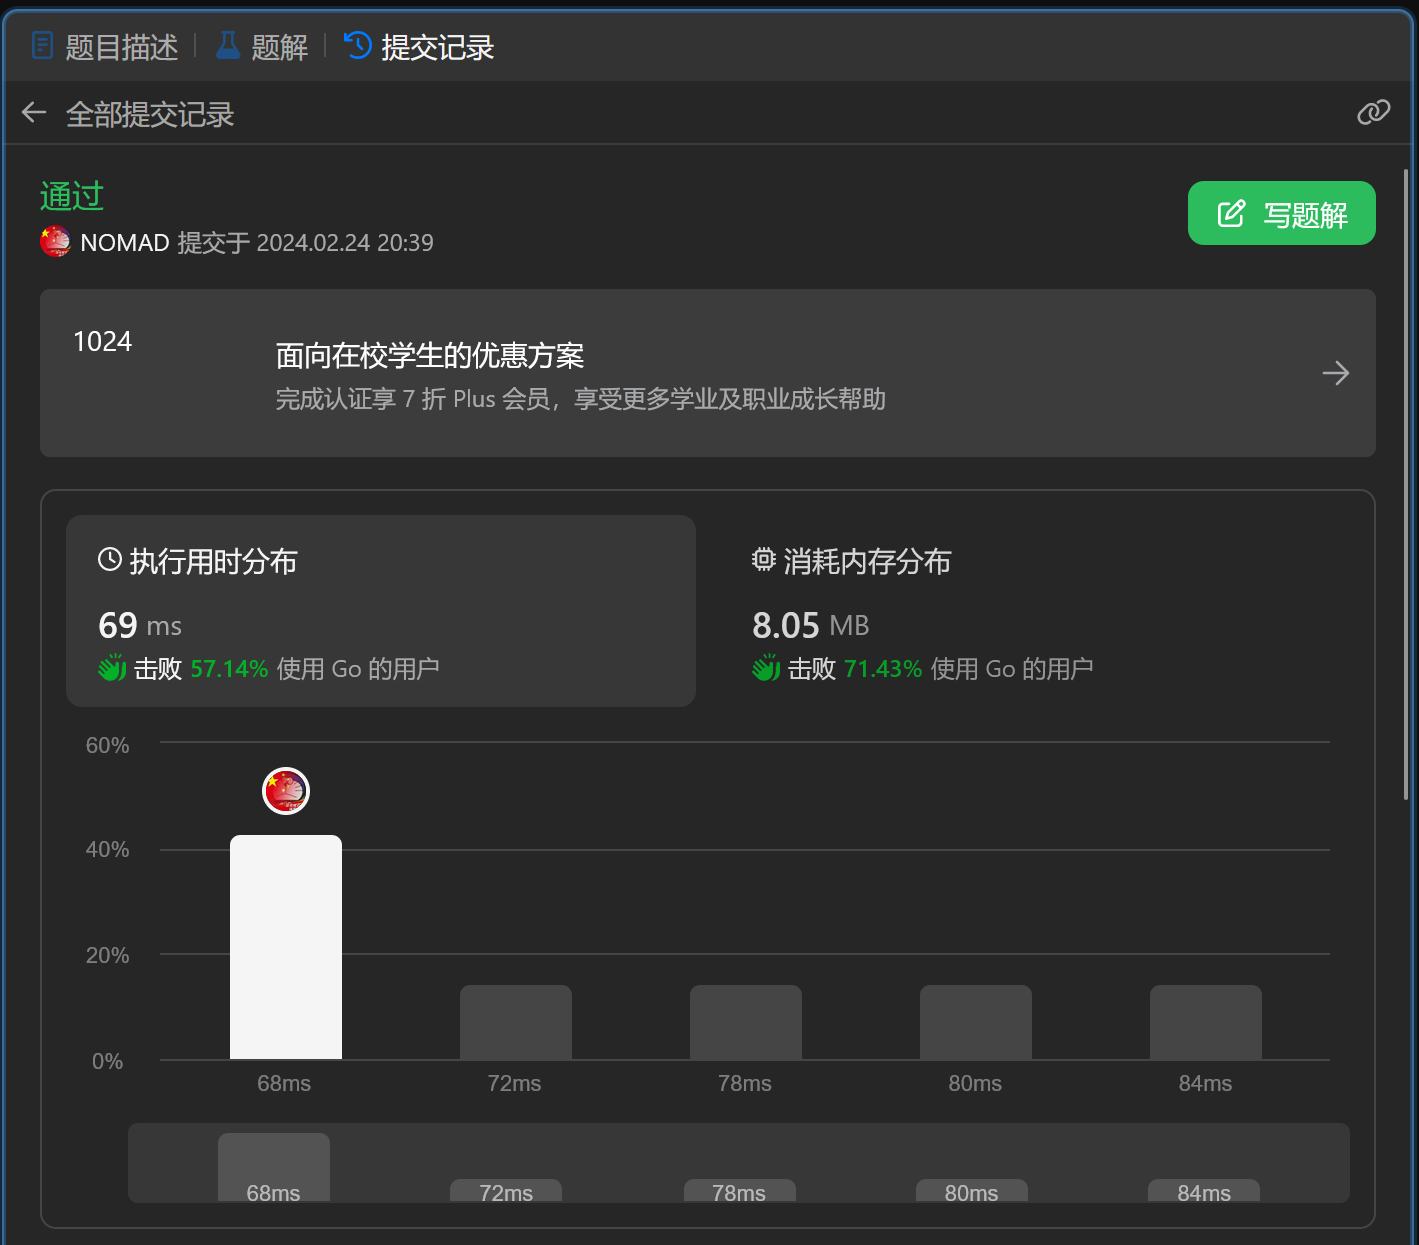 题目描述 题解 提交记录
全部提交记录
通过
写题解
NOMAD 提交于 2024.02.24 20:39
1024
面向在校学生的优惠方案
完成认证享 7 折 Plus 会员，享受更多学业及职业成长帮助
执行用时分布
69 ms
击败 57.14% 使用 Go 的用户
消耗内存分布
8.05 MB
击败 71.43% 使用 Go 的用户
60%
40%
20%
0%
68ms 72ms 78ms 80ms 84ms
68ms 72ms 78ms 80ms 84ms